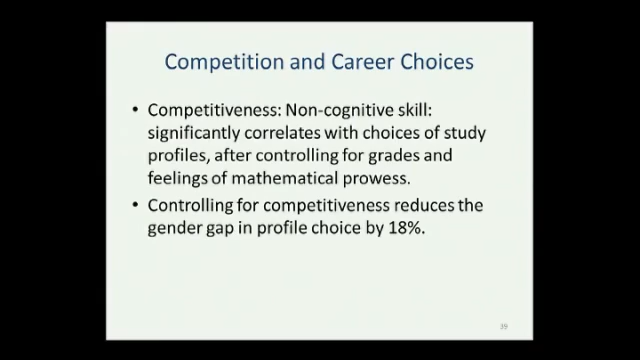 Competition and Career Choices
• Competitiveness: Non-cognitive skill:
significantly correlates with choices of study
profiles, after controlling for grades and
feelings of mathematical prowess.
• Controlling for competitiveness reduces the
gender gap in profile choice by 18%.
39